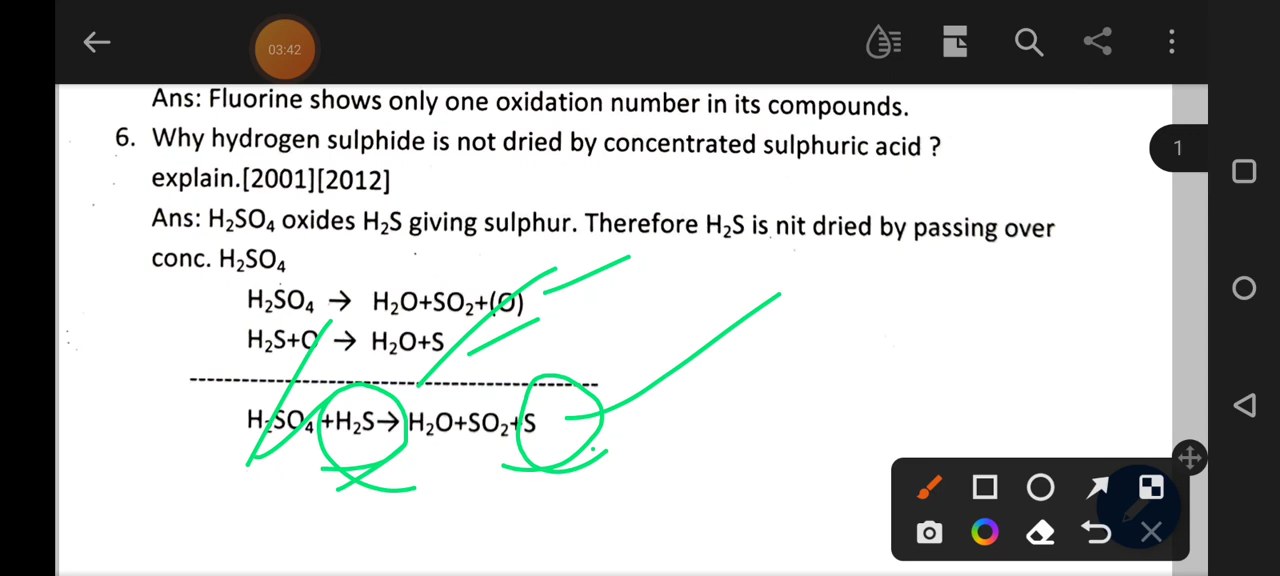 03:42
Ans: Fluorine shows only one oxidation number in its compounds.
6. Why hydrogen sulphide is not dried by concentrated sulphuric acid ?
1
explain.[2001][2012]
Ans: H₂SO₄ oxides H₂S giving sulphur. Therefore H₂S is nit dried by passing over
conc. H₂SO₄
H₂SO₄ → H₂O+SO₂+(O)
H₂S+O → H₂O+S
H₂SO₄+H₂S→ H₂O+SO₂+S